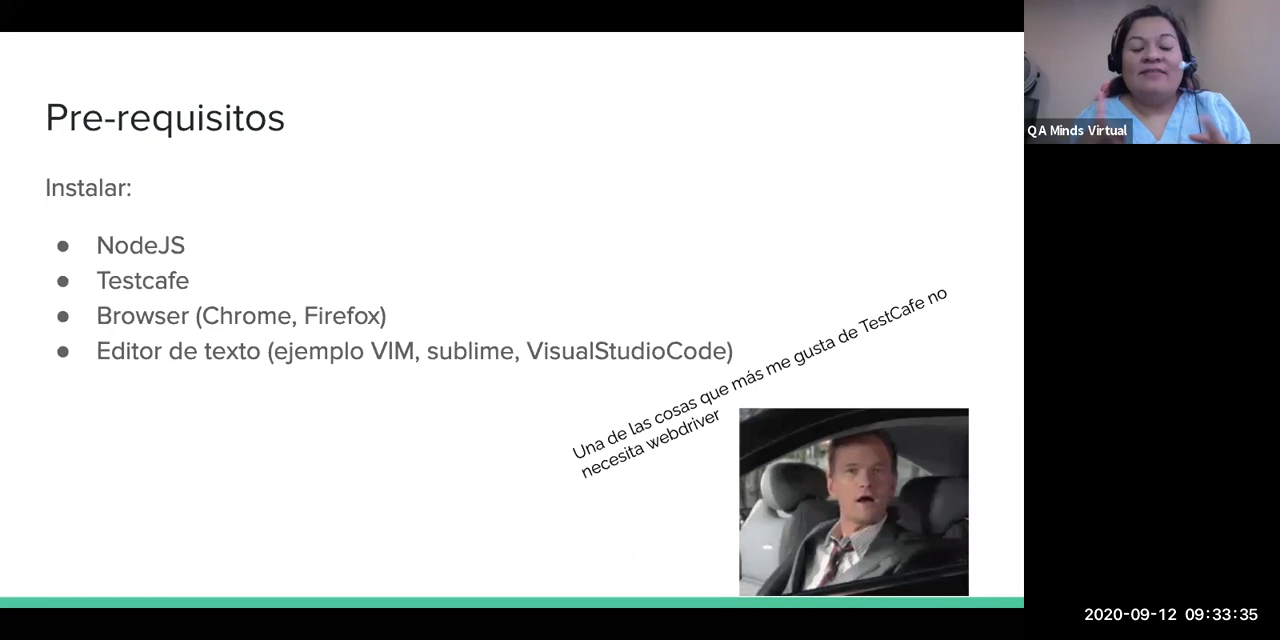 Pre-requisitos
Instalar:
● NodeJS
● Testcafe
● Browser (Chrome, Firefox)
● Editor de texto (ejemplo VIM, sublime, VisualStudioCode)
Una de las cosas que más me gusta de TestCafe no
necesita webdriver
QA Minds Virtual
2020-09-12 09:33:35